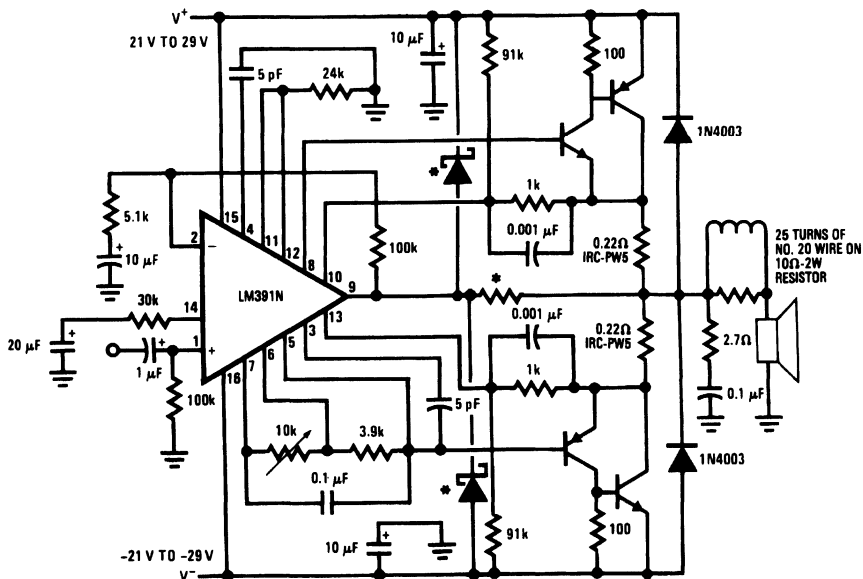 V+
21 V TO 29 V
10 µF
+
91k
100
5 pF
24k
1N4003
*
1k
0.001 µF
5.1k
+
10 µF
2
−
15
4
11
12
8
10
9
100k
0.22Ω
IRC-PW5
25 TURNS OF
NO. 20 WIRE ON
10Ω-2W
RESISTOR
LM391N
*
30k
14
20 µF
+
1
+
1 µF
+
100k
16
7
6
5
3
13
0.001 µF
0.22Ω
IRC-PW5
2.7Ω
0.1 µF
1k
5 pF
10k
3.9k
0.1 µF
*
1N4003
91k
100
10 µF
+
−21 V TO −29 V
V−